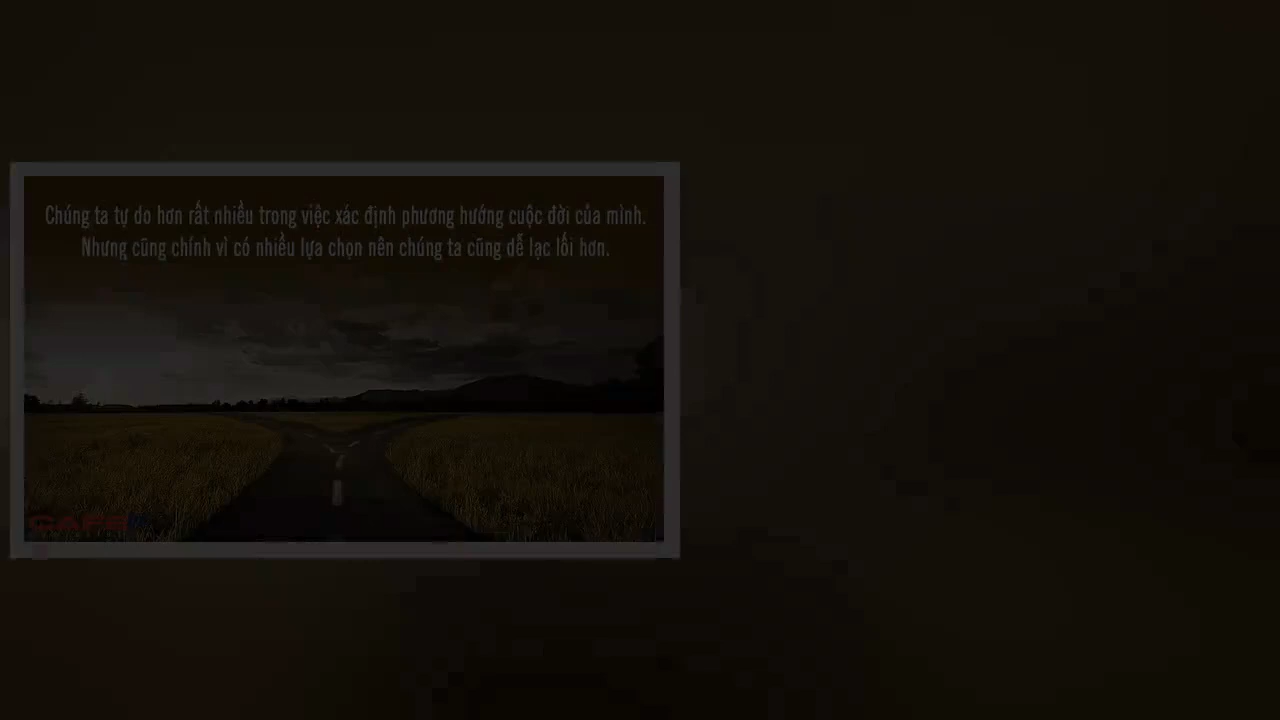 Chúng ta tự do hơn rất nhiều trong việc xác định phương hướng cuộc đời của mình.
Nhưng cũng chính vì có nhiều lựa chọn nên chúng ta cũng dễ lạc lối hơn.
CAFEF